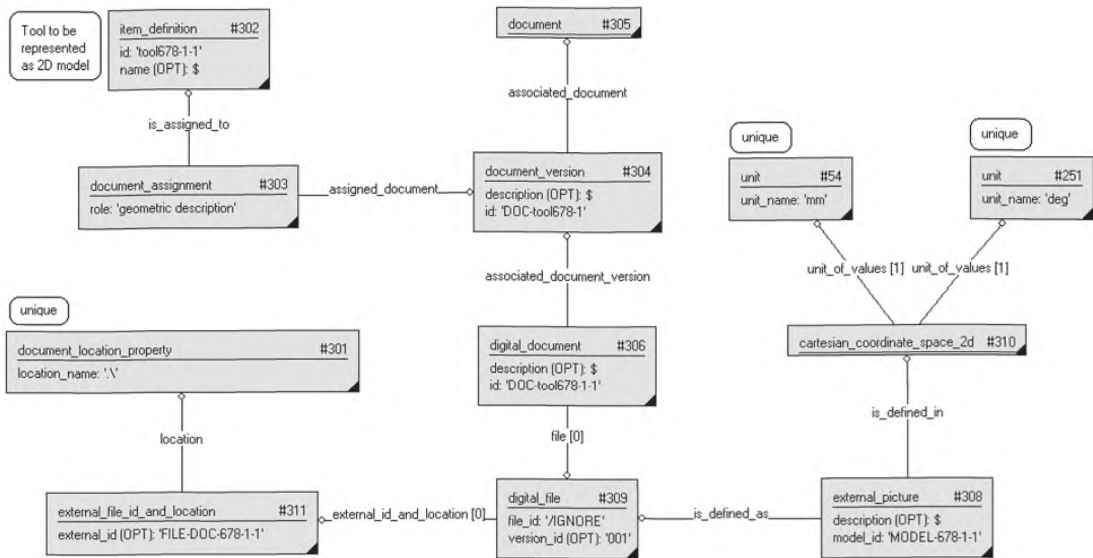 Tool to be
represented
as 2D model
item_definition #302
id: 'tool678-1-1'
name (OPT): $
document #305
associated_document
is_assigned_to
unique
unique
document_assignment #303
role: 'geometric description'
assigned_document
document_version #304
description (OPT): $
id: 'DOC-tool678-1'
unit #54
unit_name: 'mm'
unit #251
unit_name: 'deg'
associated_document_version
unit_of_values [1]
unit_of_values [1]
unique
document_location_property #301
location_name: '.\'
digital_document #306
description (OPT): $
id: 'DOC-tool678-1-1'
cartesian_coordinate_space_2d #310
is_defined_in
location
file [0]
external_file_id_and_location #311
external_id (OPT): 'FILE-DOC-678-1-1'
external_id_and_location [0]
digital_file #309
file_id: '/IGNORE'
version_id (OPT): '001'
is_defined_as
external_picture #308
description (OPT): $
model_id: 'MODEL-678-1-1'